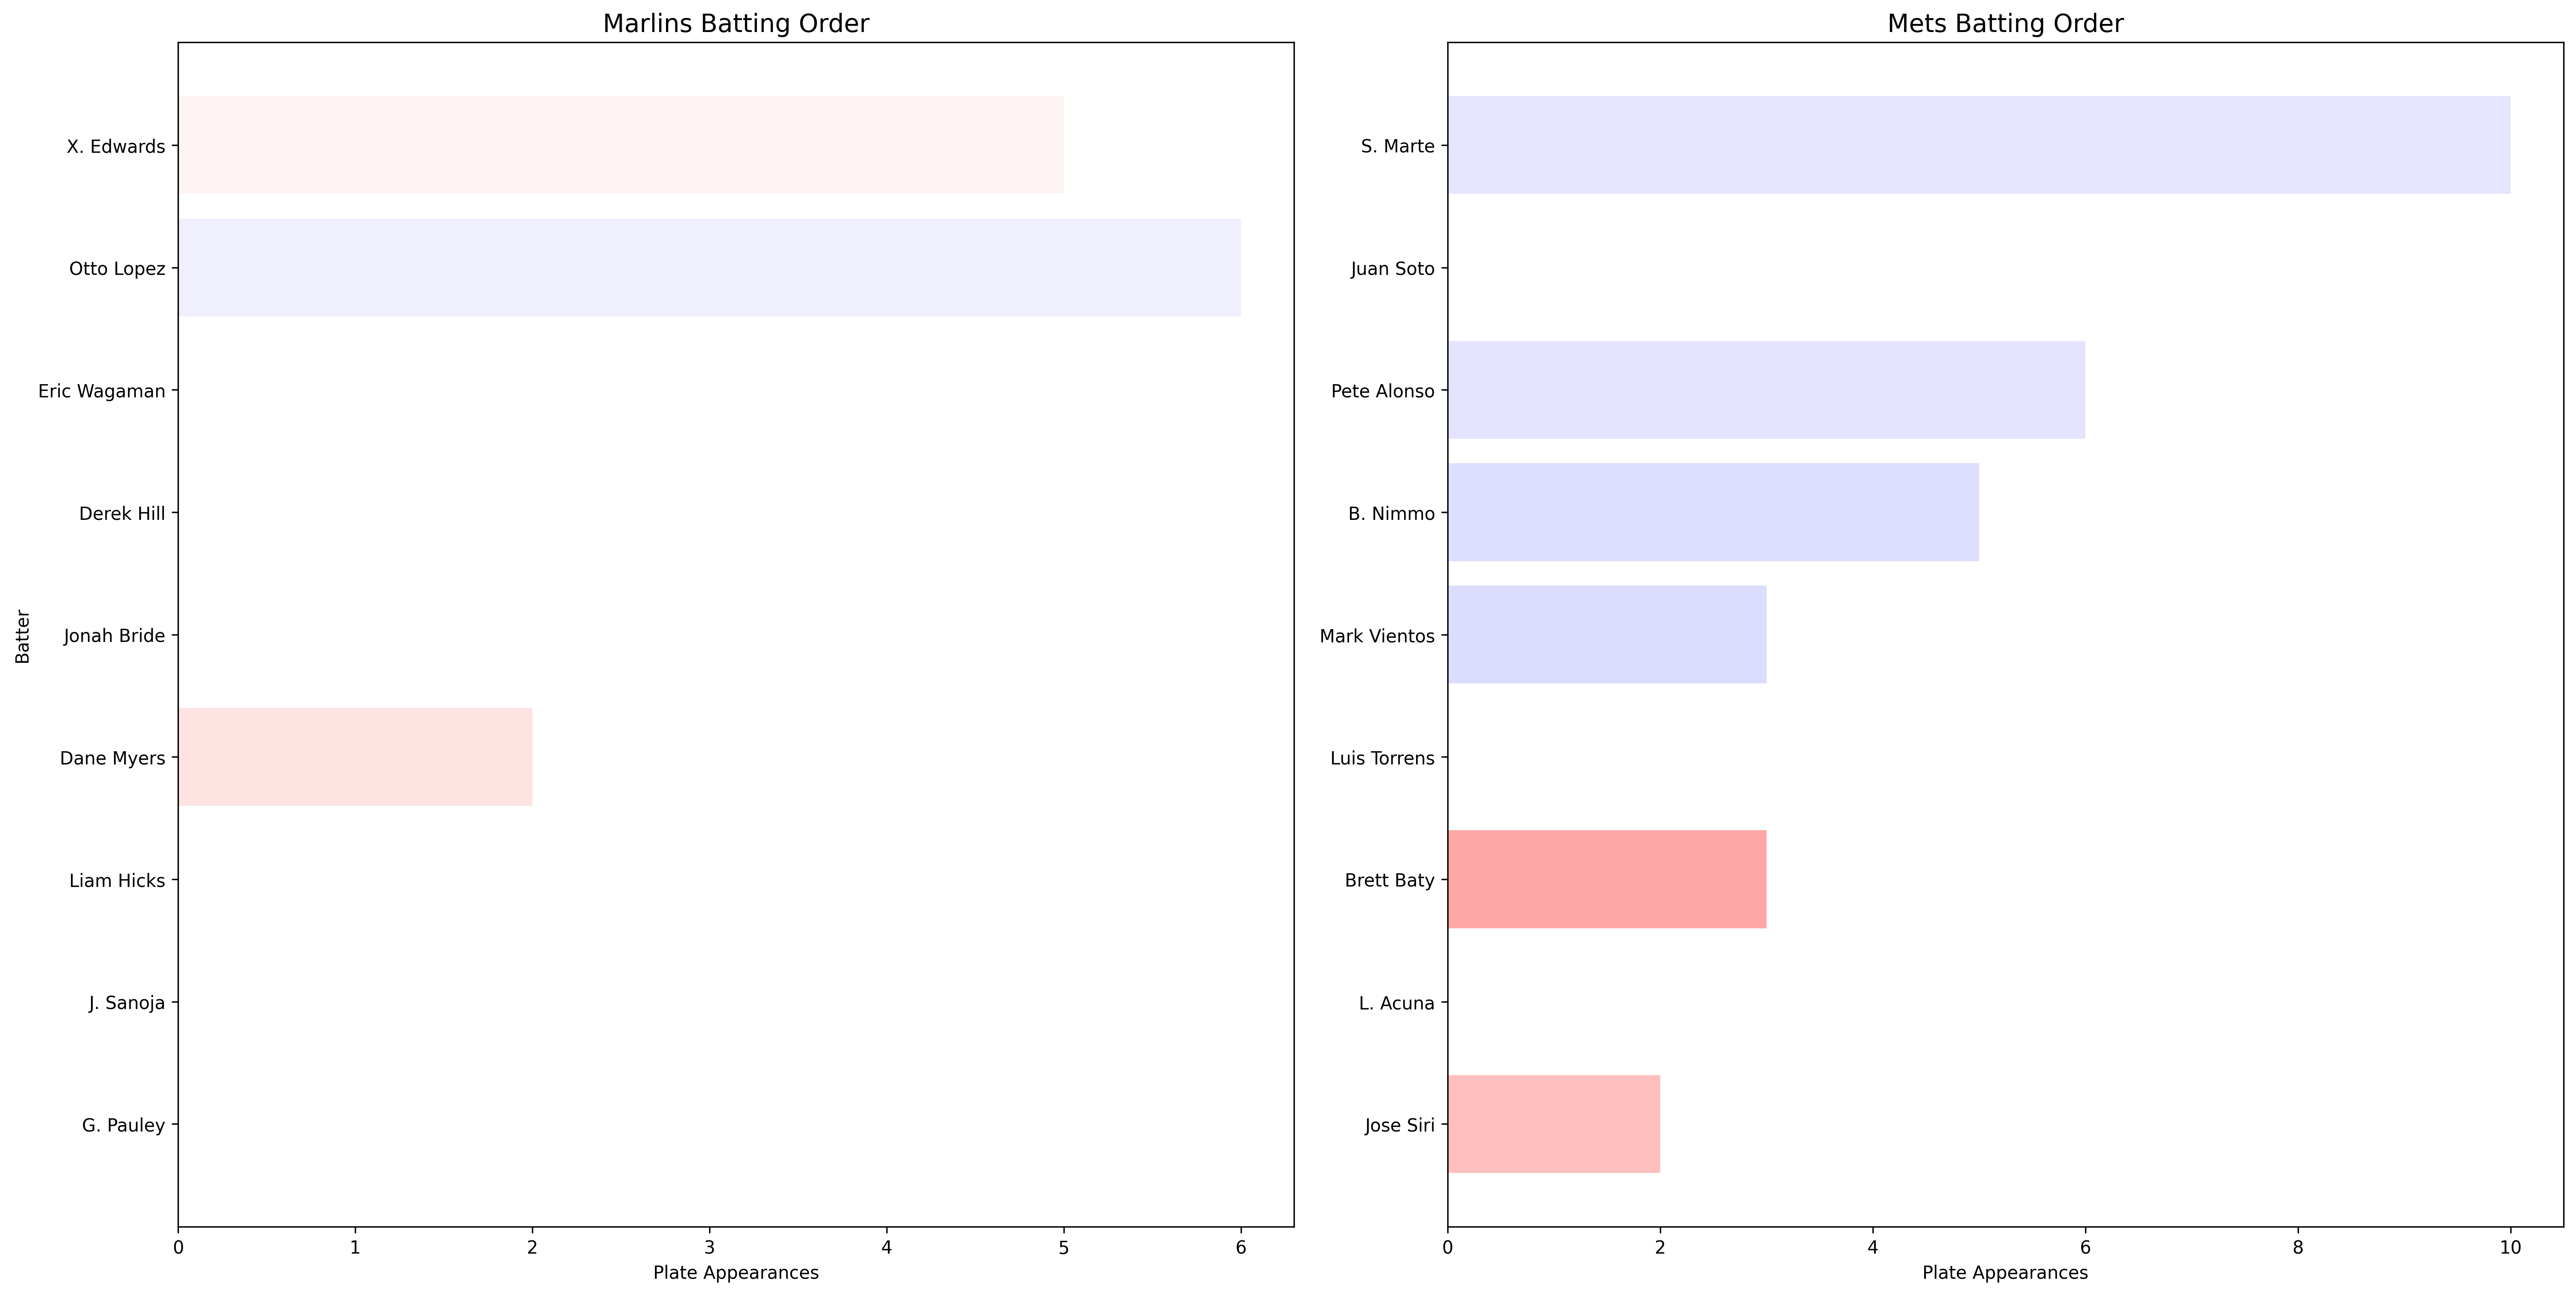 Marlins Batting Order
Batter
X. Edwards
Otto Lopez
Eric Wagaman
Derek Hill
Jonah Bride
Dane Myers
Liam Hicks
J. Sanoja
G. Pauley
0 1 2 3 4 5 6
Plate Appearances
Mets Batting Order
S. Marte
Juan Soto
Pete Alonso
B. Nimmo
Mark Vientos
Luis Torrens
Brett Baty
L. Acuna
Jose Siri
0 2 4 6 8 10
Plate Appearances